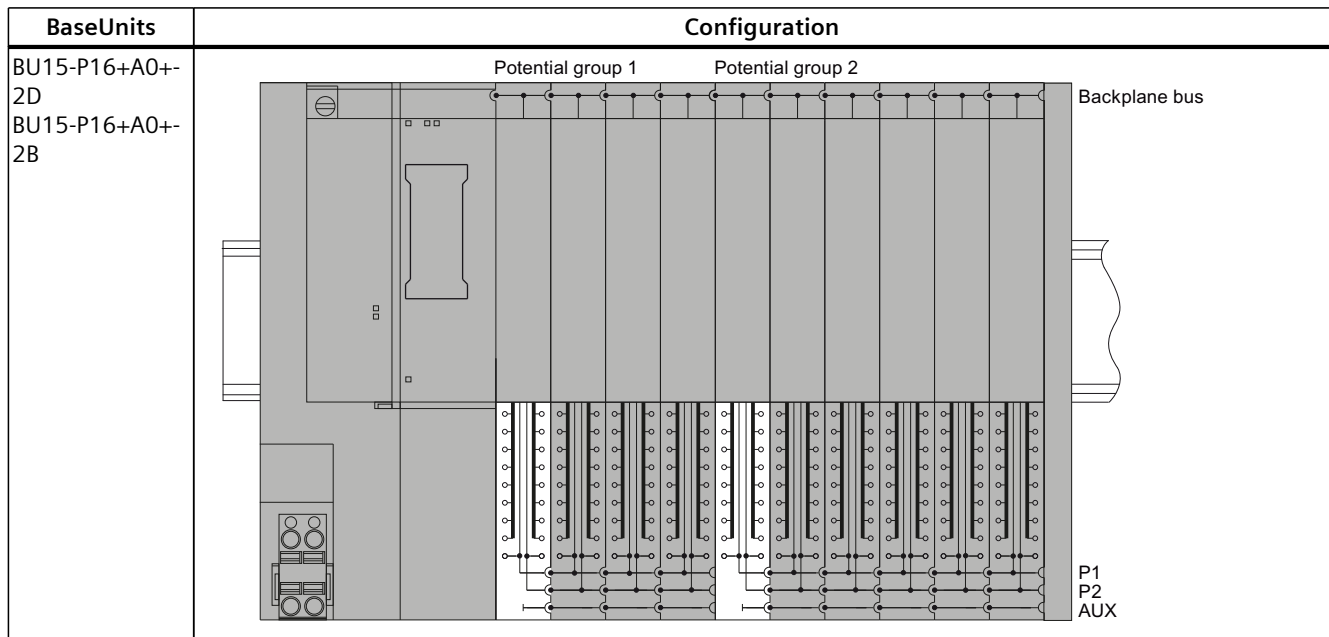 BaseUnits
Configuration
BU15-P16+A0+-
2D
BU15-P16+A0+-
2B
Potential group 1
Potential group 2
Backplane bus
P1
P2
AUX